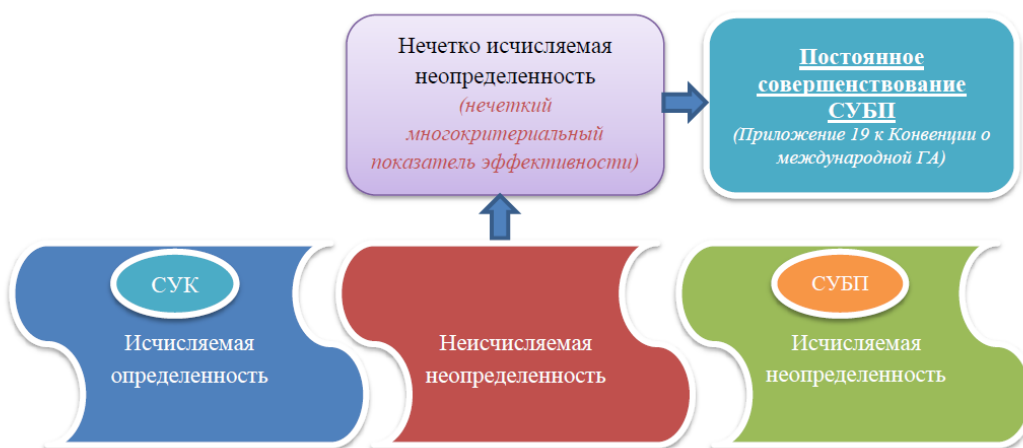 Нечетко исчисляемая
неопределенность
(нечеткий
многокритериальный
показатель эффективности)
Постоянное
совершенствование
СУБП
(Приложение 19 к Конвенции о
международной ГА)
СУК
Исчисляемая
определенность
Неисчисляемая
неопределенность
СУБП
Исчисляемая
неопределенность